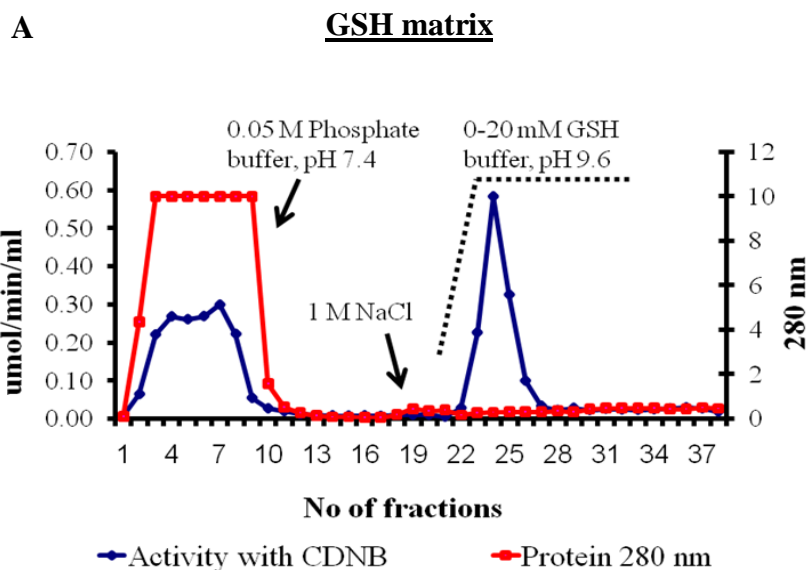 A
GSH matrix
0.05 M Phosphate
buffer, pH 7.4
0-20 mM GSH
buffer, pH 9.6
1 M NaCl
umol/min/ml
0.70
0.60
0.50
0.40
0.30
0.20
0.10
0.00
280 nm
12
10
8
6
4
2
0
1 4 7 10 13 16 19 22 25 28 31 34 37
No of fractions
Activity with CDNB Protein 280 nm